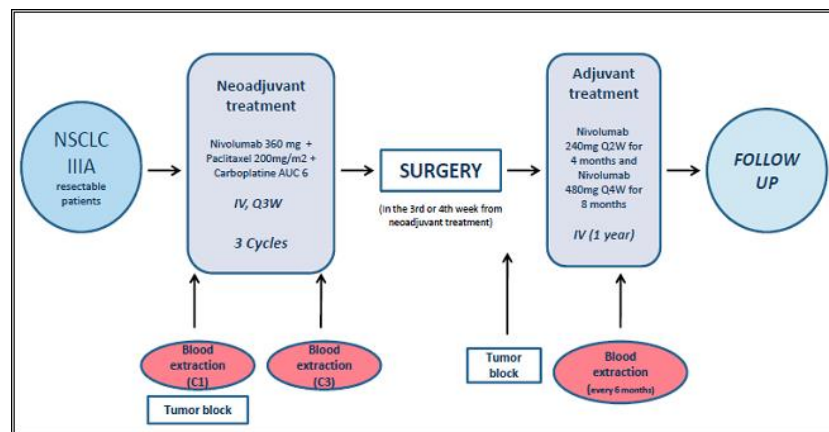 NSCLC
IIIA
resectable
patients
Neoadjuvant
treatment
Nivolumab 360 mg +
Paclitaxel 200mg/m2 +
Carboplatine AUC 6
IV, Q3W
3 Cycles
SURGERY
(In the 3rd or 4th week from
neoadjuvant treatment)
Adjuvant
treatment
Nivolumab
240mg Q2W for
4 months and
Nivolumab
480mg Q4W for
8 months
IV (1 year)
FOLLOW
UP
Blood
extraction
(C1)
Tumor block
Blood
extraction
(C3)
Tumor
block
Blood
extraction
(every 6 months)